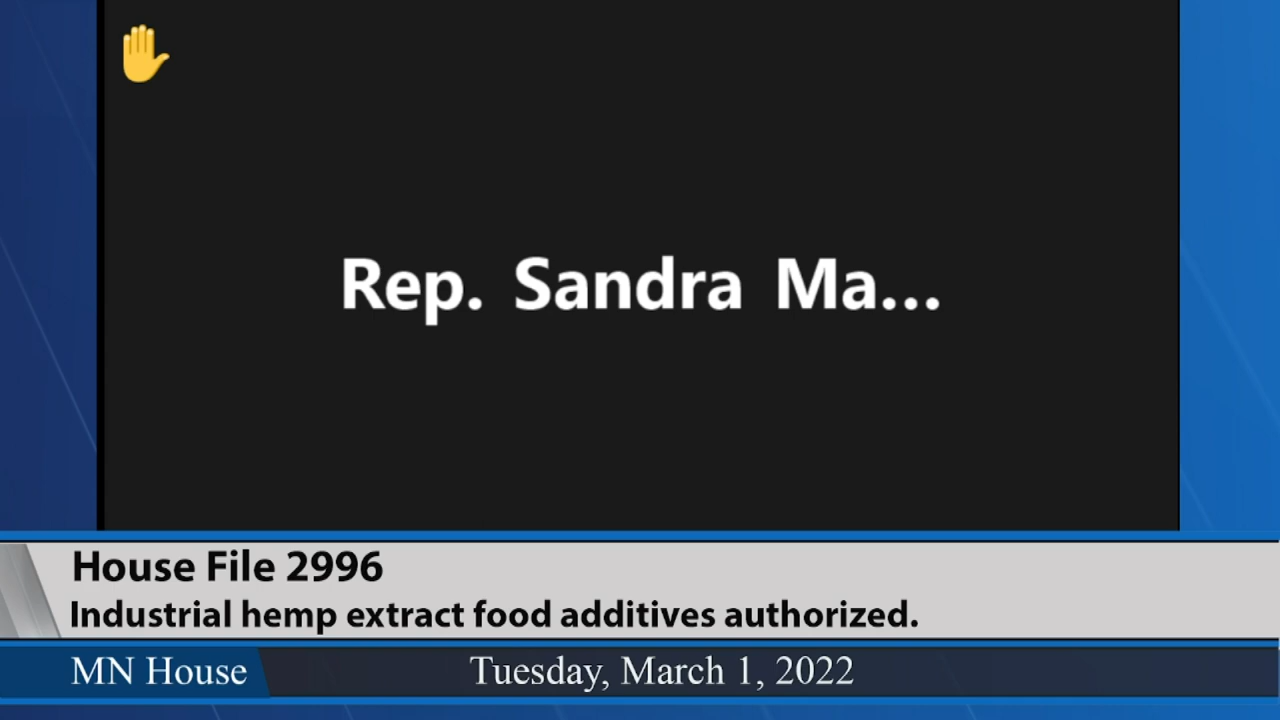 Rep. Sandra Ma...
House File 2996
Industrial hemp extract food additives authorized.
MN House
Tuesday, March 1, 2022